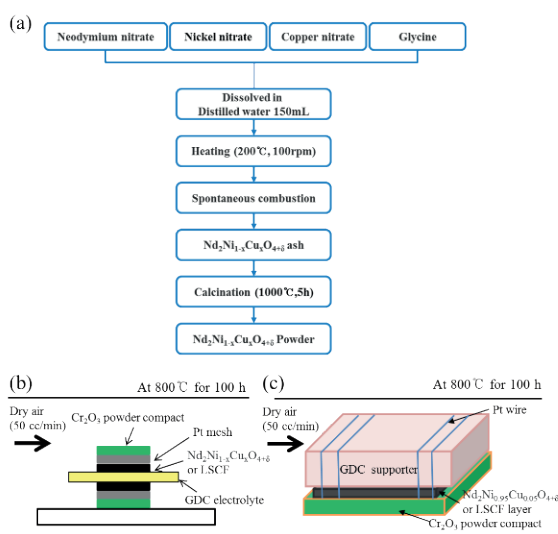 (a)
Neodymium nitrate
Nickel nitrate
Copper nitrate
Glycine
Dissolved in
Distilled water 150mL
Heating (200℃, 100rpm)
Spontaneous combustion
Nd₂Ni₁₋ₓCuₓO₄₊δ ash
Calcination (1000℃,5h)
Nd₂Ni₁₋ₓCuₓO₄₊δ Powder
(b)
At 800℃ for 100 h
Dry air
(50 cc/min)
Cr₂O₃ powder compact
Pt mesh
Nd₂Ni₁₋ₓCuₓO₄₊δ
or LSCF
GDC electrolyte
(c)
At 800℃ for 100 h
Dry air
(50 cc/min)
Pt wire
GDC supporter
Nd₂Ni₀.₉₅Cu₀.₀₅O₄₊δ
or LSCF layer
Cr₂O₃ powder compact